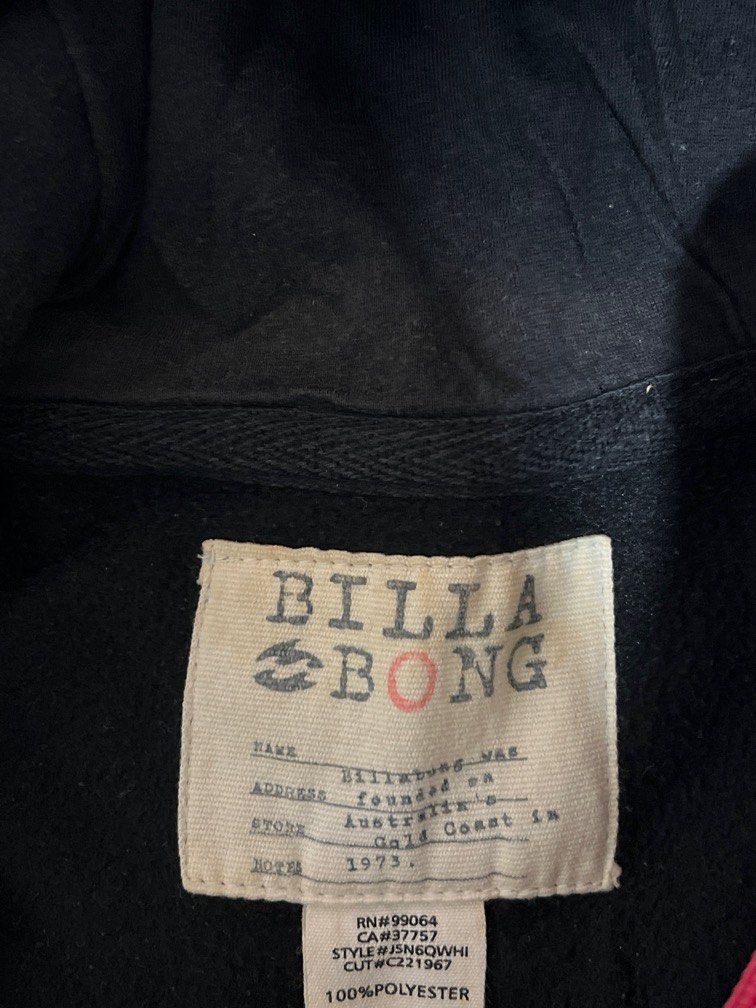 BILLA
BONG
NAME
Billabong was
ADDRESS founded on
STORE Australia's
Gold Coast in
NOTES 1973.
RN#99064
CA#37757
STYLE#JSN6QWHI
CUT#C221967
100%POLYESTER